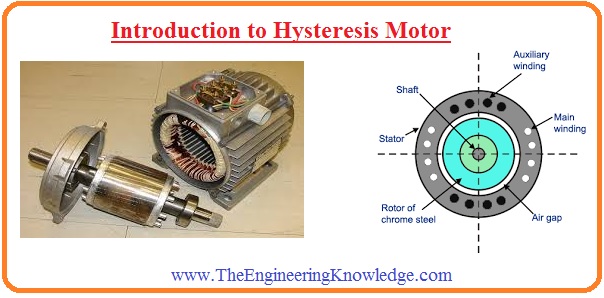 Introduction to Hysteresis Motor
Auxiliary
winding
Shaft
Main
winding
Stator
Rotor of
chrome steel
Air gap
www.TheEngineeringKnowledge.com